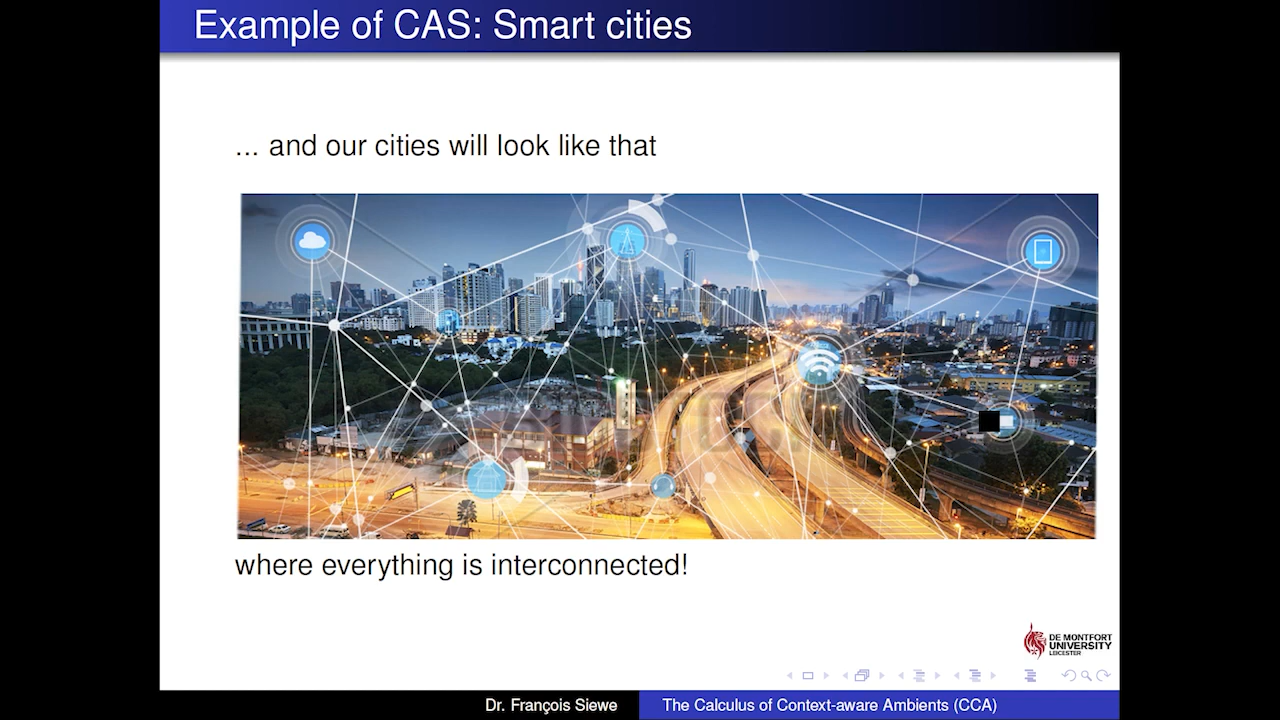 Example of CAS: Smart cities
... and our cities will look like that
where everything is interconnected!
DE MONTFORT
UNIVERSITY
LEICESTER
Dr. François Siewe
The Calculus of Context-aware Ambients (CCA)